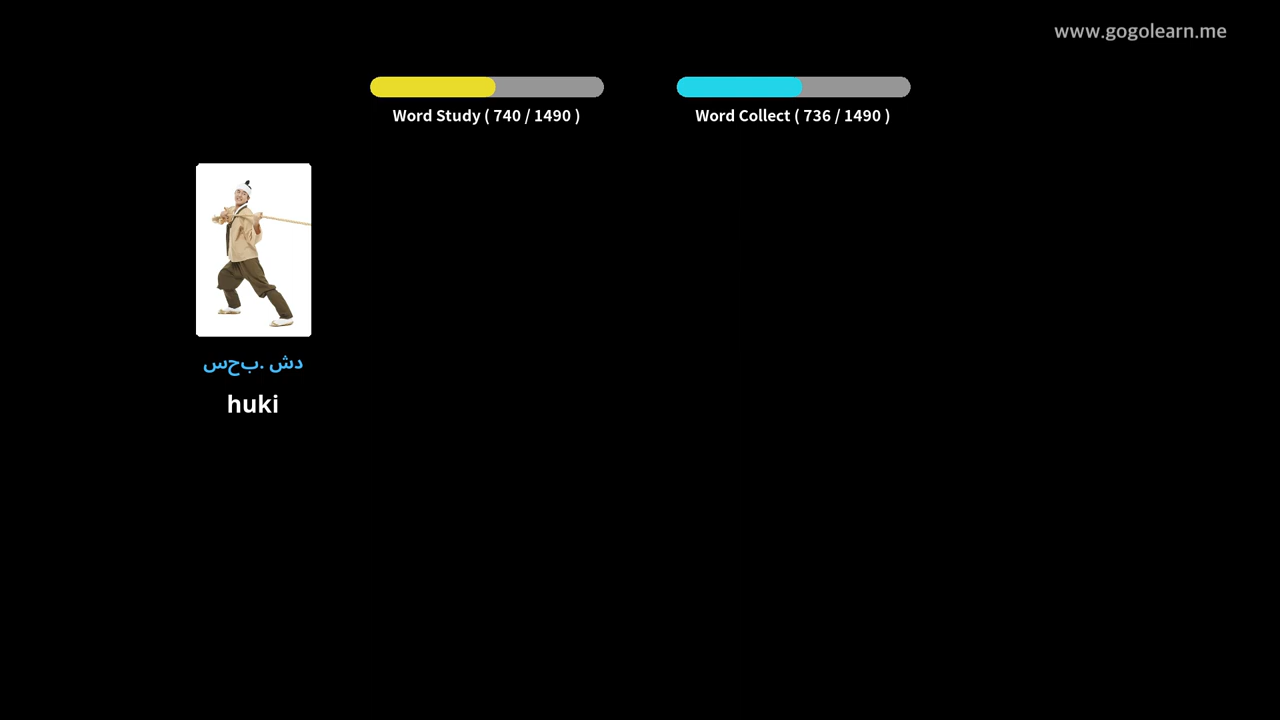 www.gogolearn.me
Word Study ( 740 / 1490 )
Word Collect ( 736 / 1490 )
دش .بحس
huki